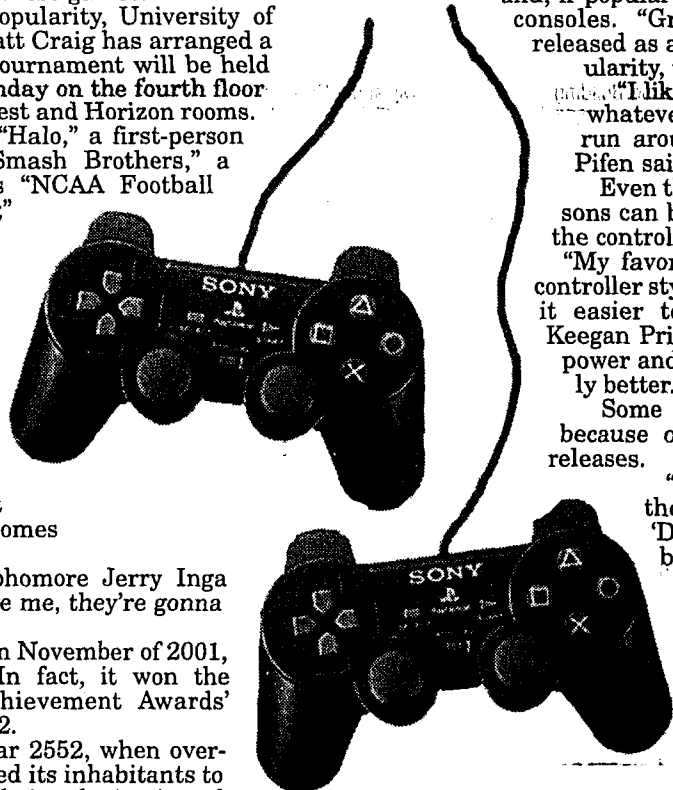 opularity, University of
att Craig has arranged a
ournament will be held
nday on the fourth floor
est and Horizon rooms.
"Halo," a first-person
Smash Brothers," a
s "NCAA Football
"
omes
phomore Jerry Inga
e me, they're gonna
n November of 2001,
In fact, it won the
hievement Awards'
2.
ar 2552, when over-
ed its inhabitants to
SONY
SONY
consoles. "Gr
released as a
ularity,
"I lik
whateve
run arou
Pifen sai
Even t
sons can b
the control
"My favor
controller sty
it easier to
Keegan Pri
power and
ly better.
Some
because o
releases.
"
the
'D
b